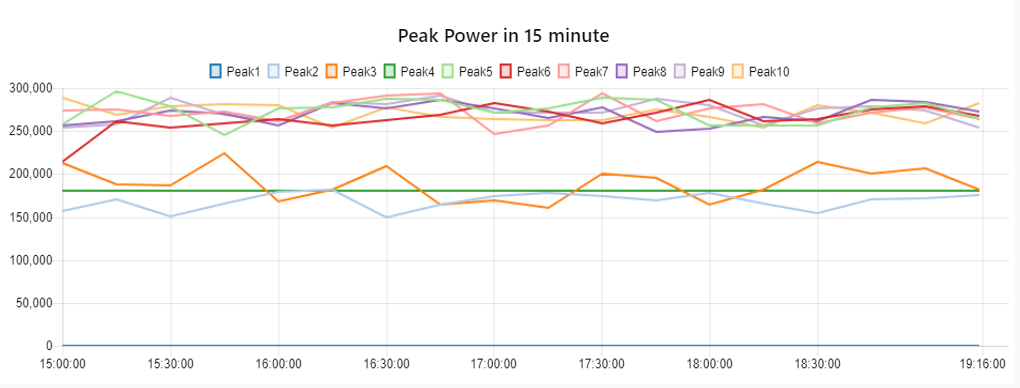 Peak Power in 15 minute
Peak1 Peak2 Peak3 Peak4 Peak5 Peak6 Peak7 Peak8 Peak9 Peak10
300,000
250,000
200,000
150,000
100,000
50,000
0
15:00:00 15:30:00 16:00:00 16:30:00 17:00:00 17:30:00 18:00:00 18:30:00 19:16:00